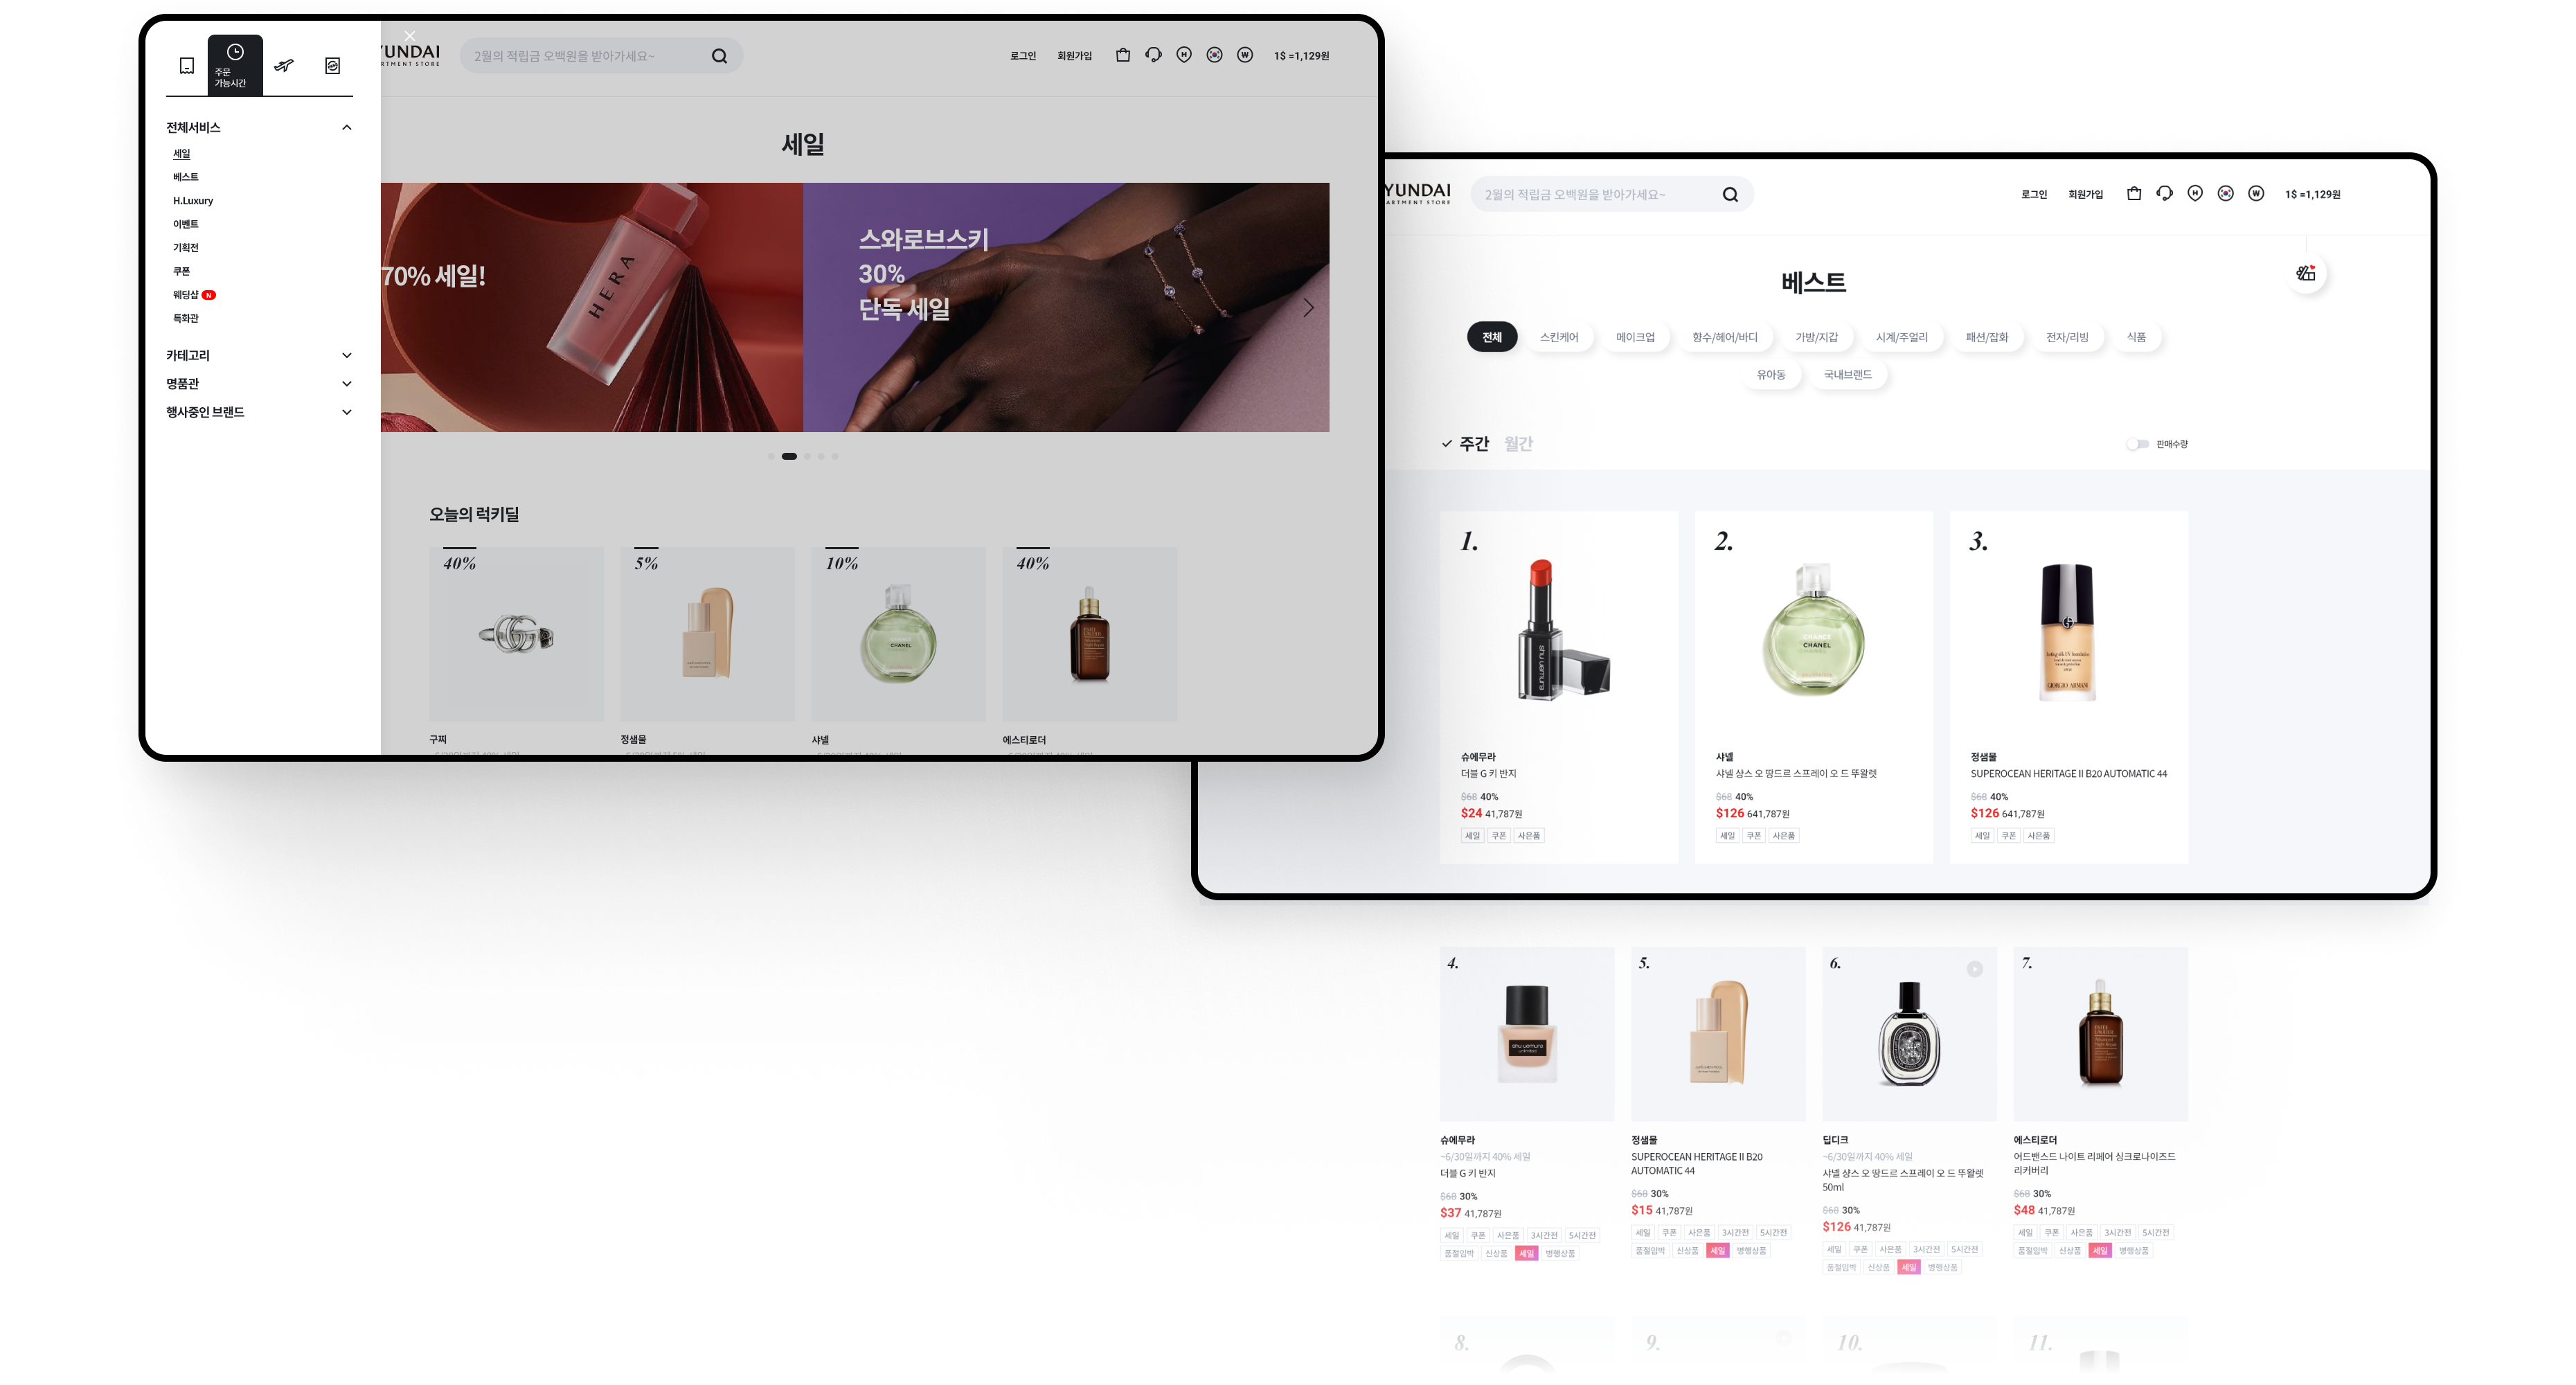 주문
가능시간
전체서비스
세일
베스트
H.Luxury
이벤트
기획전
쿠폰
웨딩샵 N
특화관
카테고리
명품관
행사중인 브랜드
YUNDAI
RTMENT STORE
2월의 적립금 오백원을 받아가세요~
로그인 회원가입 H ₩ 1$ =1,129원
세일
70% 세일!
HERA
스와로브스키
30%
단독 세일
오늘의 럭키딜
40% 5% 10% 40%
CHANEL
구찌 정샘물 샤넬 에스티로더
YUNDAI
ARTMENT STORE
2월의 적립금 오백원을 받아가세요~
로그인 회원가입 H ₩ 1$ =1,129원
베스트
전체 스킨케어 메이크업 향수/헤어/바디 가방/지갑 시계/주얼리 패션/잡화 전자/리빙 식품
유아동 국내브랜드
주간 월간 판매수량
1. 2. 3.
shu uemura
CHANCE
CHANEL
GIORGIO ARMANI
슈에무라
더블 G 키 반지
$68 40%
$24 41,787원
세일 쿠폰 사은품
샤넬
샤넬 샹스 오 땅드르 스프레이 오 드 뚜왈렛
$68 40%
$126 641,787원
세일 쿠폰 사은품
정샘물
SUPEROCEAN HERITAGE II B20 AUTOMATIC 44
$68 40%
$126 641,787원
세일 쿠폰 사은품
4. 5. 6. 7.
shu uemura
슈에무라
~6/30일까지 40% 세일
더블 G 키 반지
$68 30%
$37 41,787원
세일 쿠폰 사은품 3시간전 5시간전
품절임박 신상품 세일 병행상품
정샘물
SUPEROCEAN HERITAGE II B20
AUTOMATIC 44
$68 30%
$15 41,787원
세일 쿠폰 사은품 3시간전 5시간전
품절임박 신상품 세일 병행상품
딥디크
~6/30일까지 40% 세일
샤넬 샹스 오 땅드르 스프레이 오 드 뚜왈렛
50ml
$68 30%
$126 41,787원
세일 쿠폰 사은품 3시간전 5시간전
품절임박 신상품 세일 병행상품
에스티로더
어드밴스드 나이트 리페어 싱크로나이즈드
리커버리
$68 30%
$48 41,787원
세일 쿠폰 사은품 3시간전 5시간전
품절임박 신상품 세일 병행상품
8. 9. 10. 11.